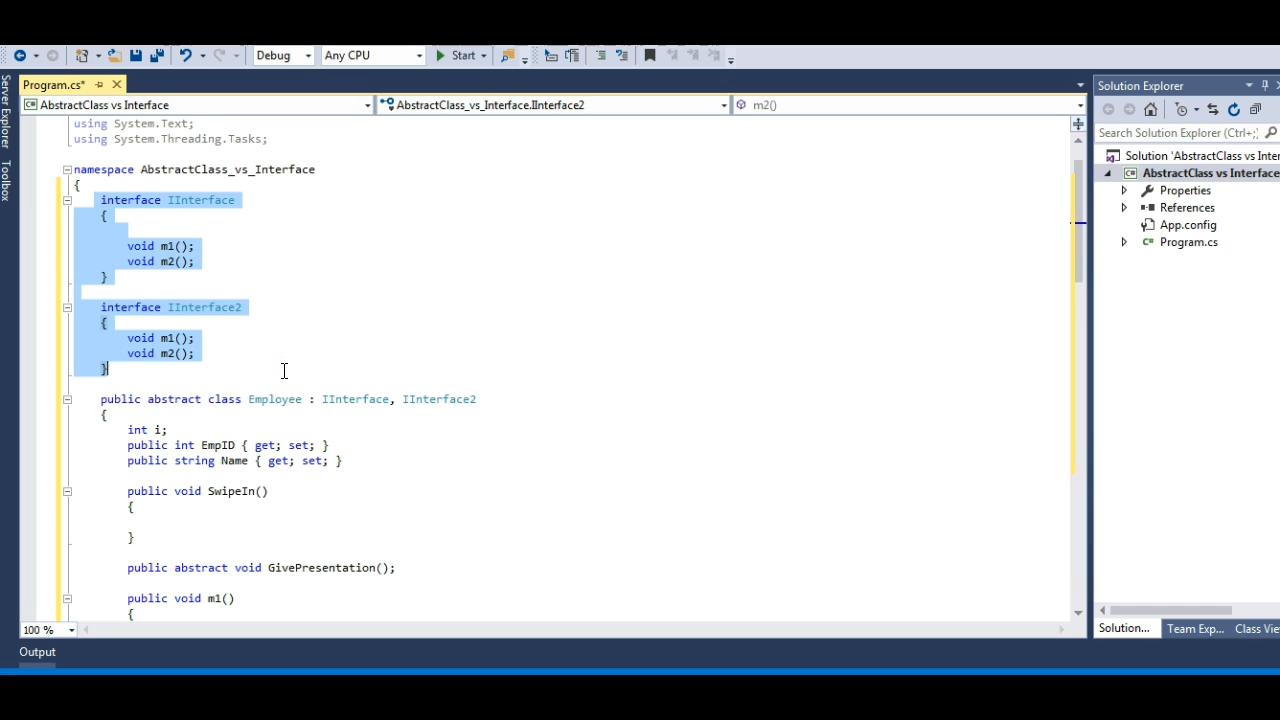 Debug Any CPU Start
Server Explorer
Toolbox
Program.cs*
AbstractClass vs Interface AbstractClass_vs_Interface.IInterface2 m2()
using System.Text;
using System.Threading.Tasks;
namespace AbstractClass_vs_Interface
{
interface IInterface
{
void m1();
void m2();
}
interface IInterface2
{
void m1();
void m2();
}
public abstract class Employee : IInterface, IInterface2
{
int i;
public int EmpID { get; set; }
public string Name { get; set; }
public void SwipeIn()
{
}
public abstract void GivePresentation();
public void m1()
{
100 %
Output
Solution Explorer
Search Solution Explorer (Ctrl+;)
Solution 'AbstractClass vs Inter
AbstractClass vs Interface
Properties
References
App.config
Program.cs
Solution... Team Exp... Class Vie